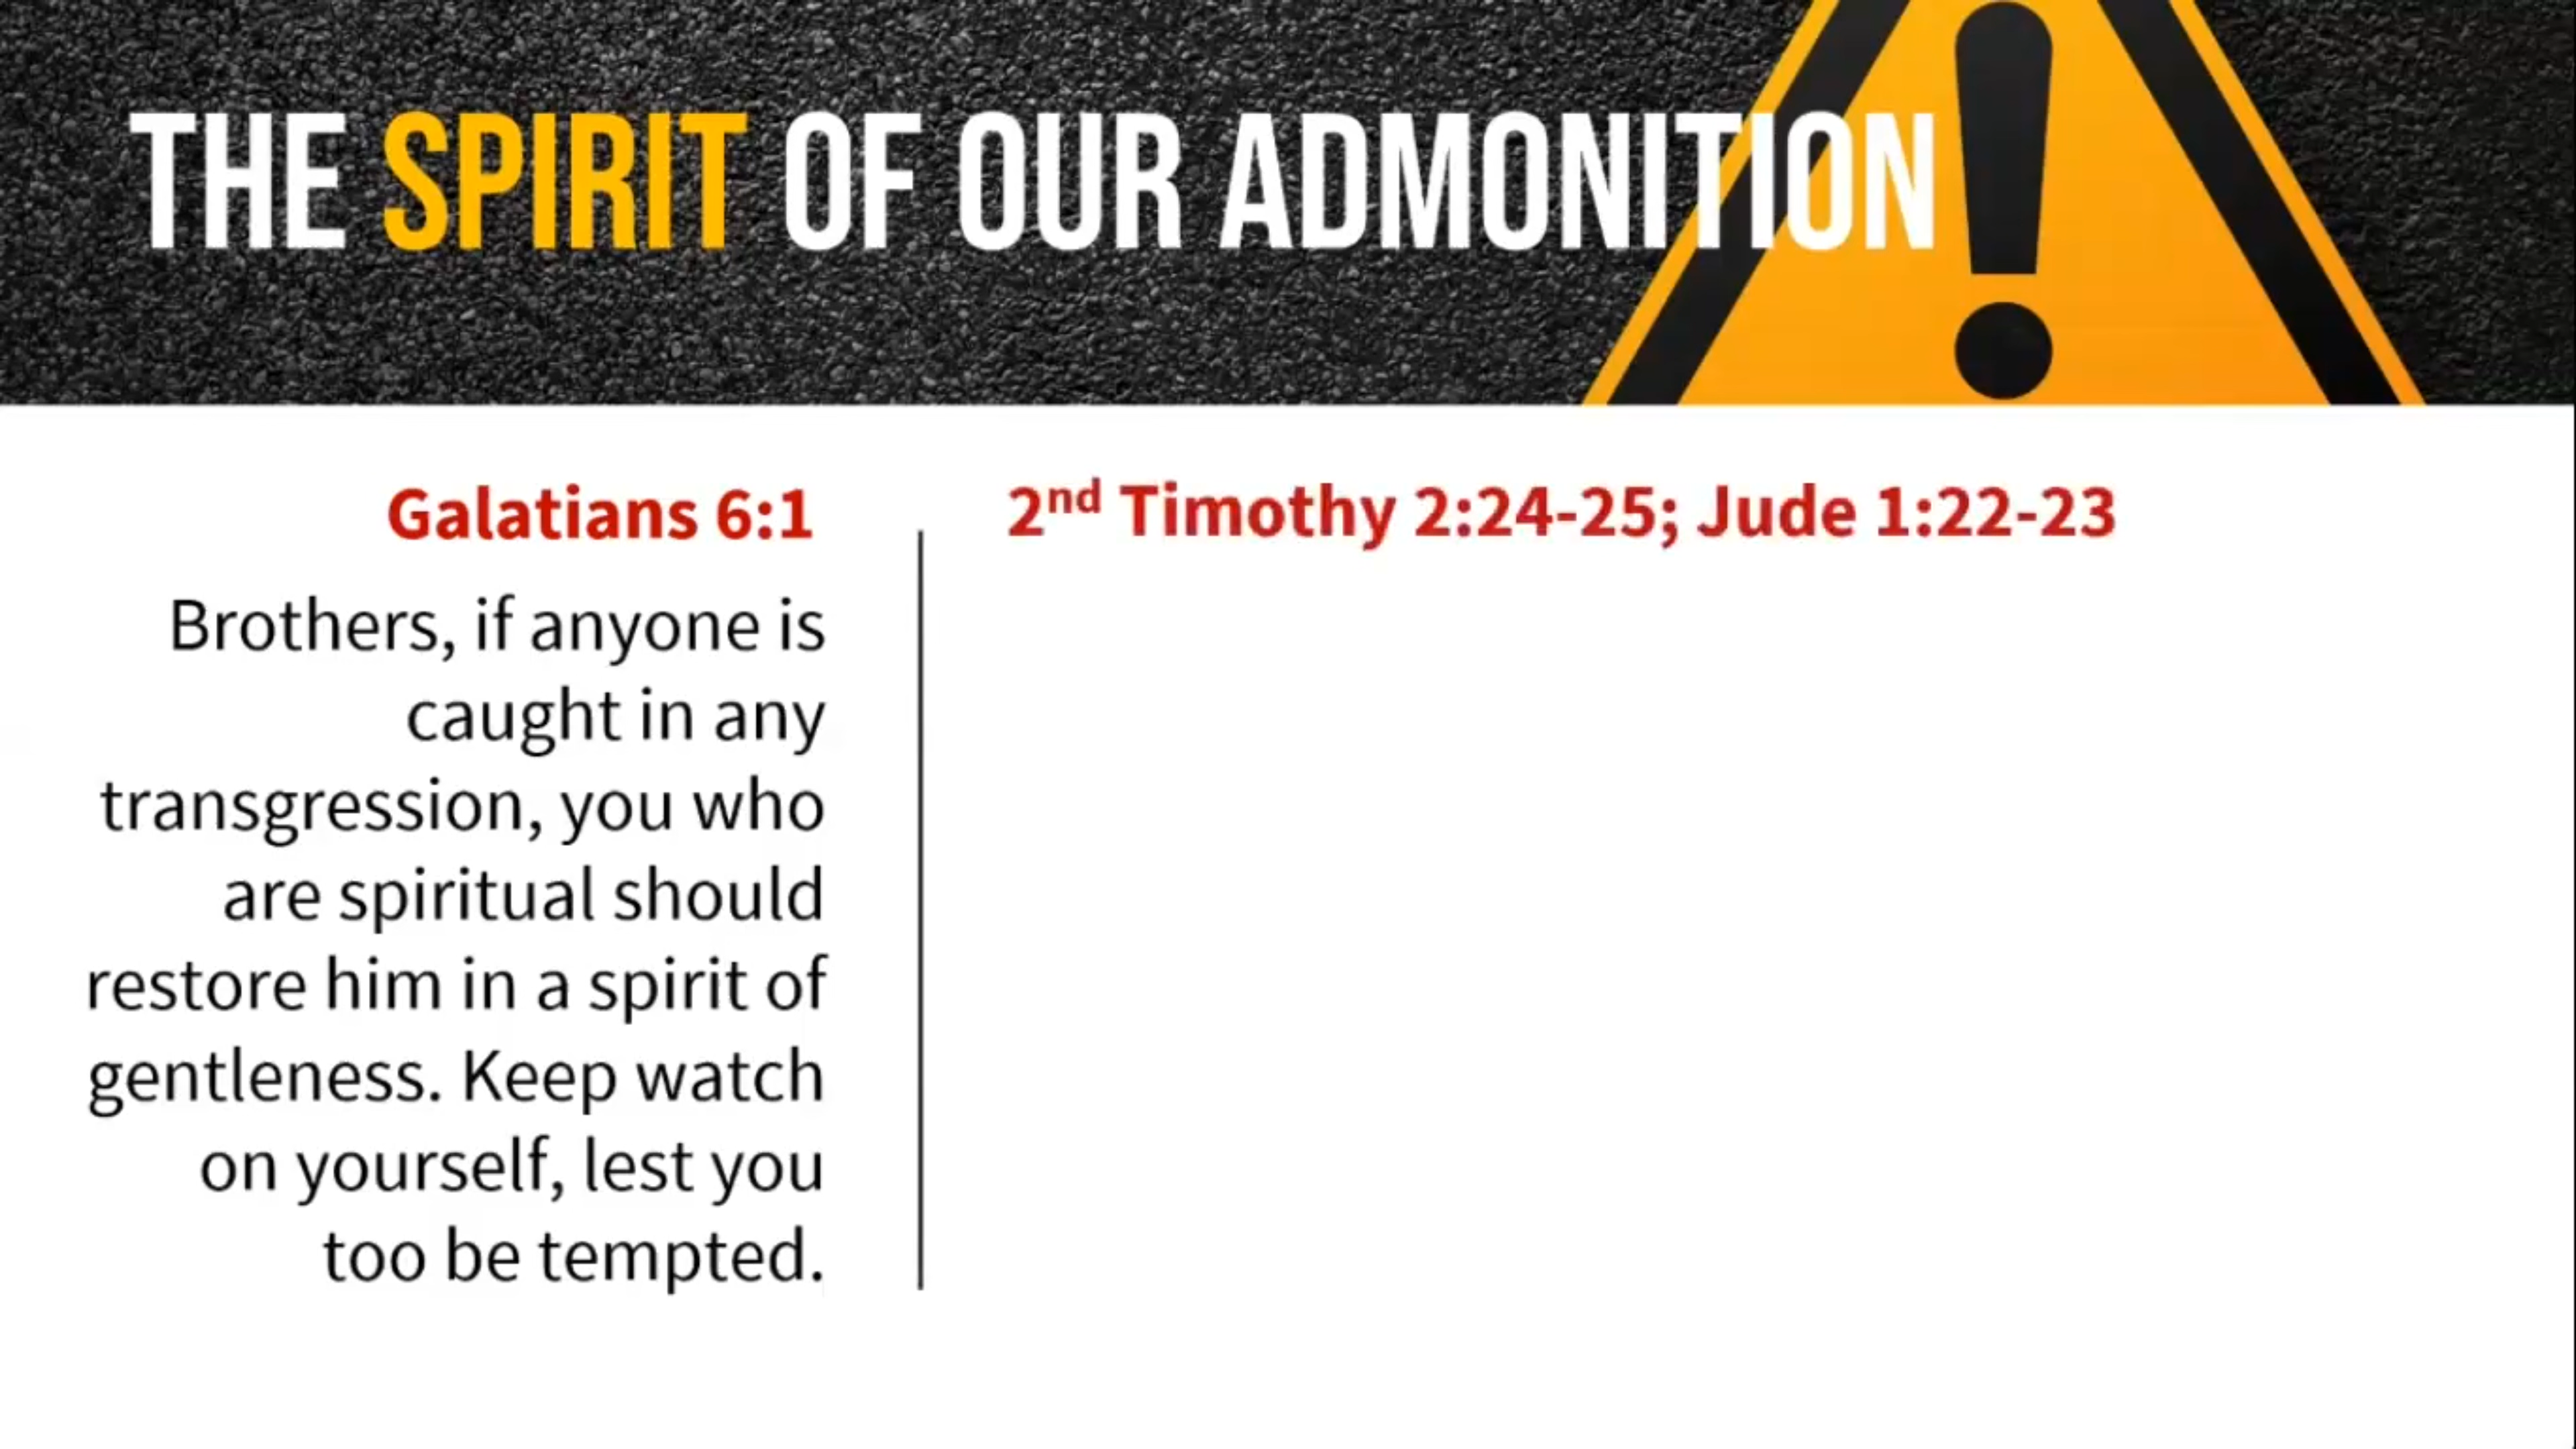 THE SPIRIT OF OUR ADMONITION
Galatians 6:1
Brothers, if anyone is
caught in any
transgression, you who
are spiritual should
restore him in a spirit of
gentleness. Keep watch
on yourself, lest you
too be tempted.
2nd Timothy 2:24-25; Jude 1:22-23